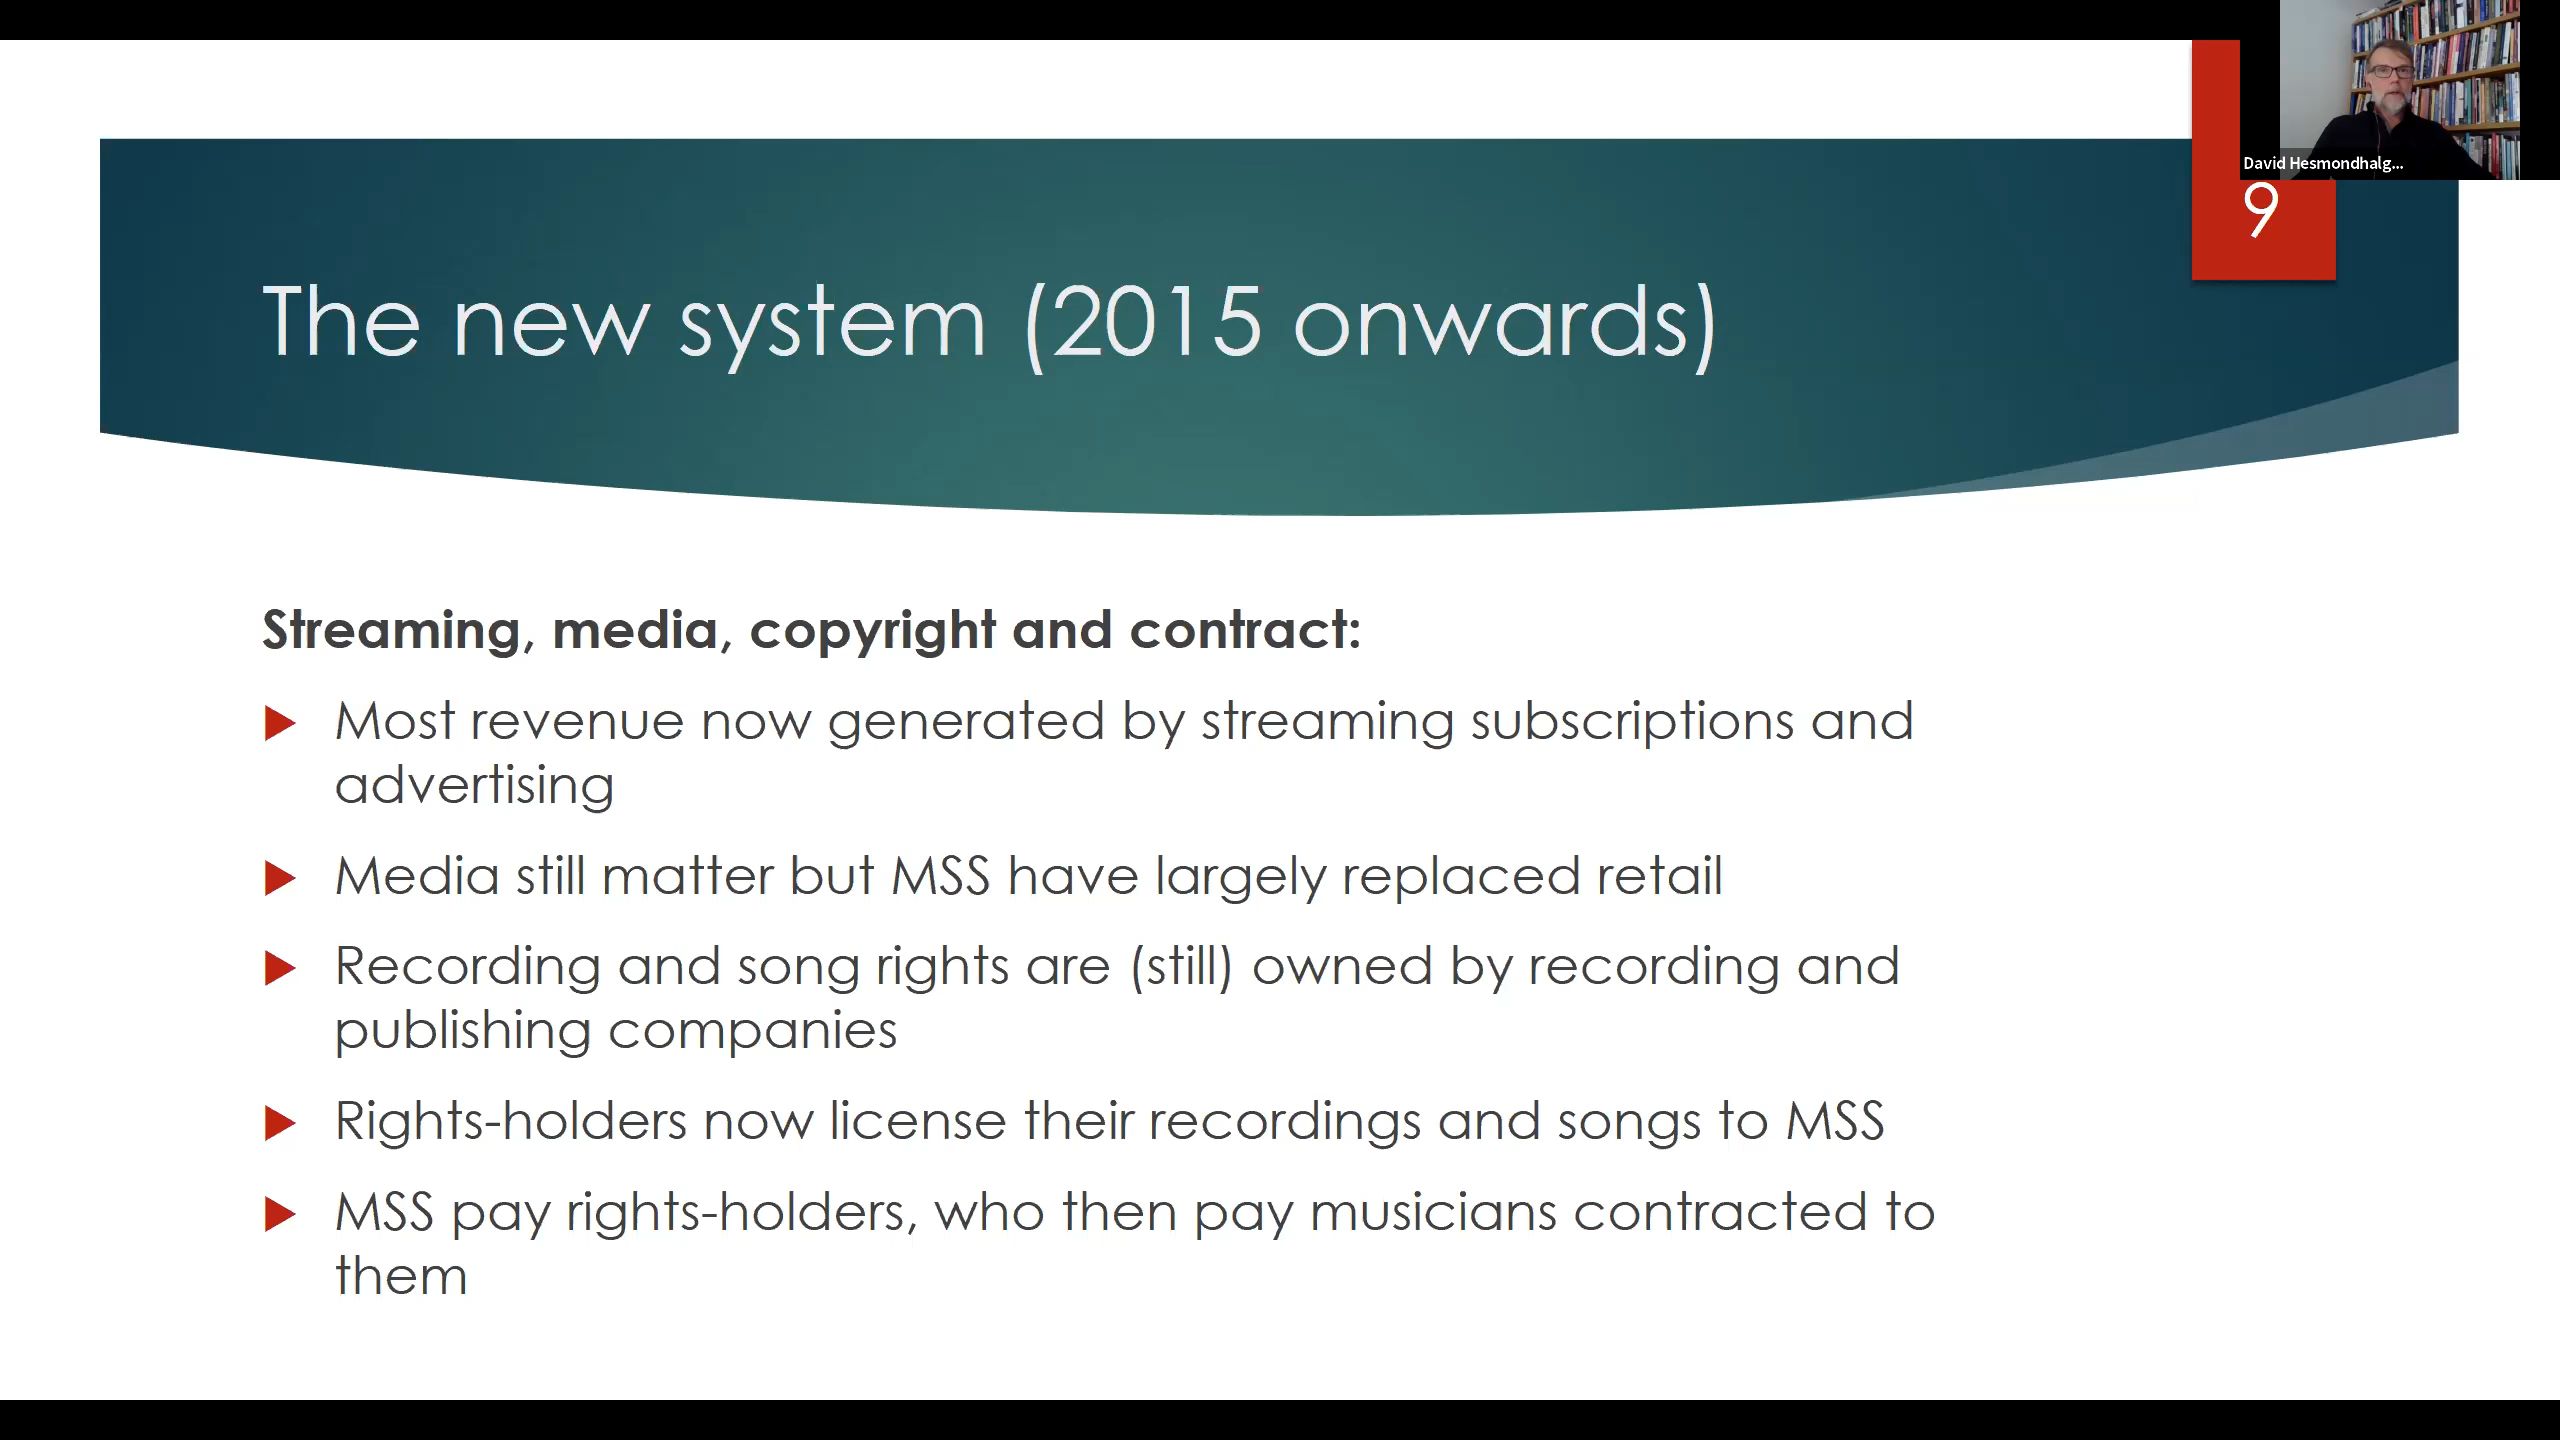 David Hesmondhalg...
9
The new system (2015 onwards)
Streaming, media, copyright and contract:
Most revenue now generated by streaming subscriptions and
advertising
Media still matter but MSS have largely replaced retail
Recording and song rights are (still) owned by recording and
publishing companies
Rights-holders now license their recordings and songs to MSS
MSS pay rights-holders, who then pay musicians contracted to
them